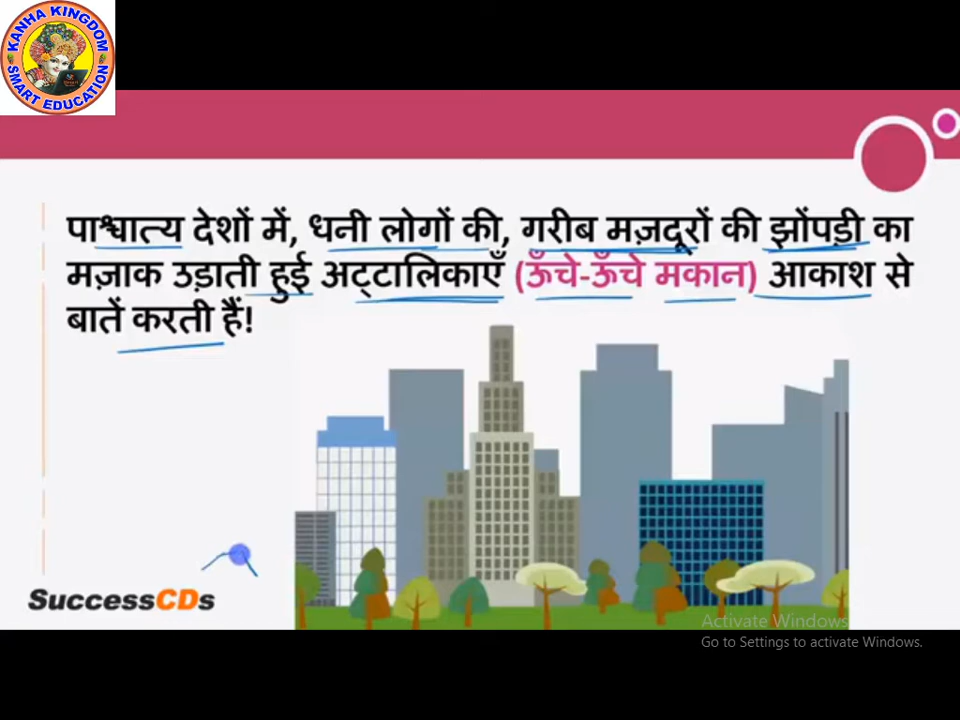 KANHA KINGDOM
SMART EDUCATION
पाश्चात्य देशों में, धनी लोगों की, गरीब मज़दूरों की झोंपड़ी का
मज़ाक उड़ाती हुई अट्टालिकाएँ (ऊँचे-ऊँचे मकान) आकाश से
बातें करती हैं!
SuccessCDs
Activate Windows
Go to Settings to activate Windows.